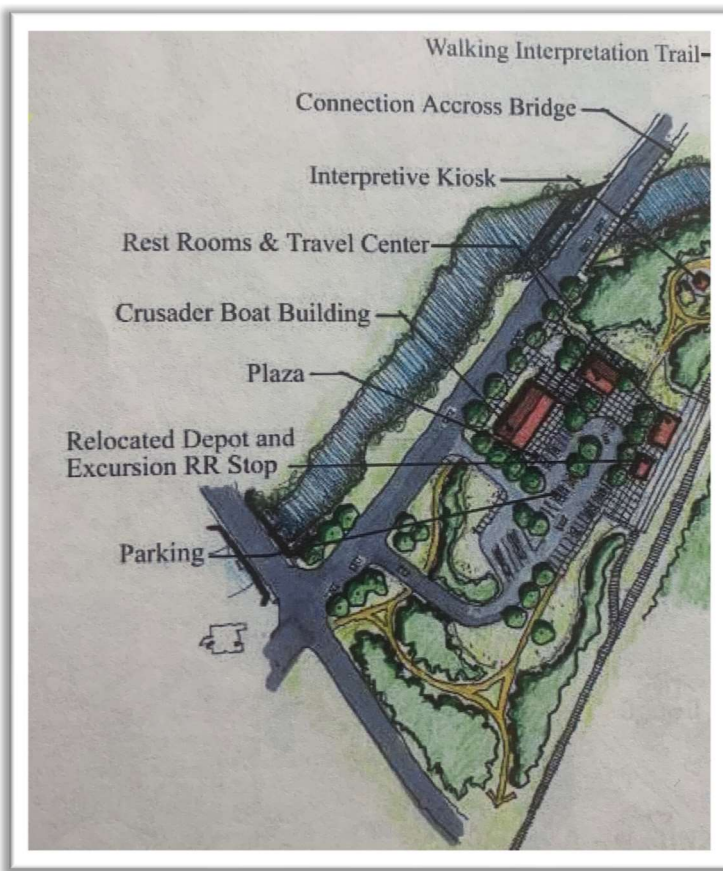 Walking Interpretation Trail
Connection Accross Bridge
Interpretive Kiosk
Rest Rooms & Travel Center
Crusader Boat Building
Plaza
Relocated Depot and
Excursion RR Stop
Parking